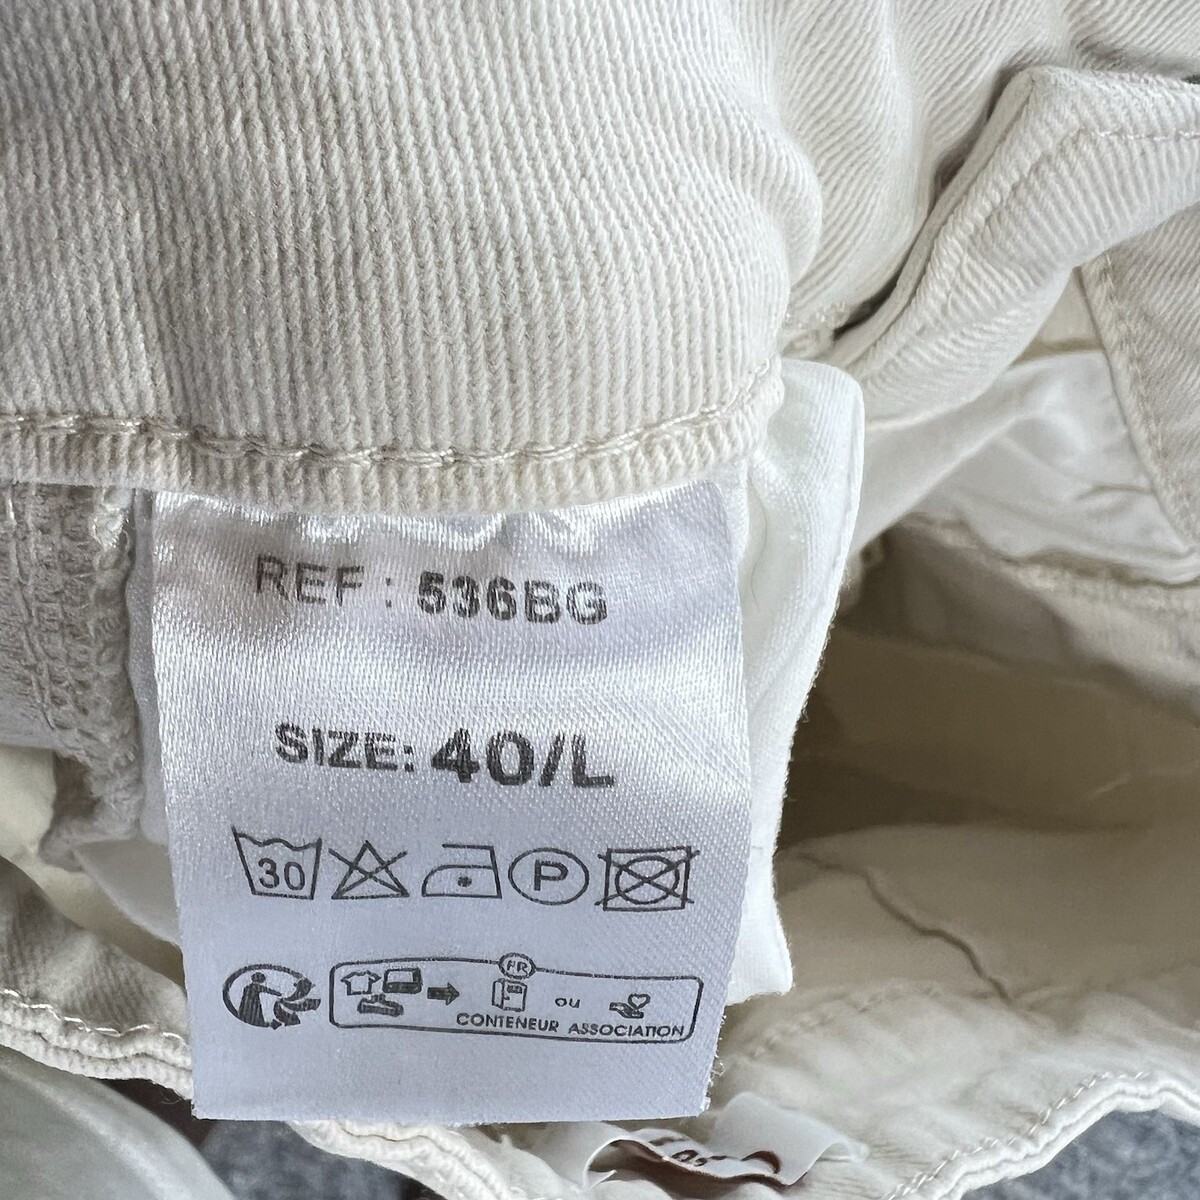 REF : 536BG
SIZE: 40/L
30 P
FR
ou
CONTENEUR ASSOCIATION